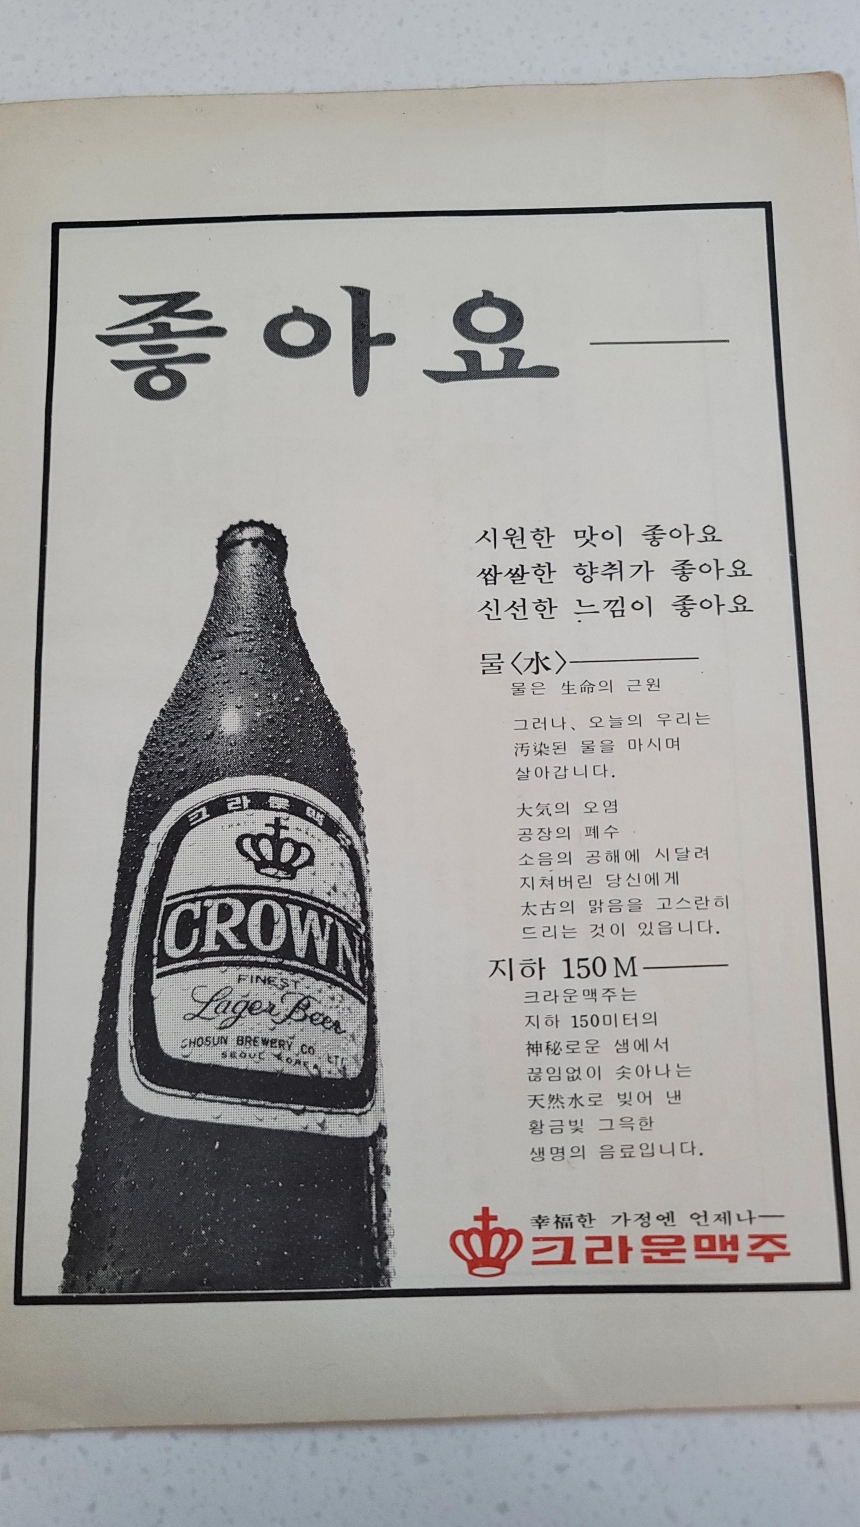 좋아요——
시원한 맛이 좋아요
쌉쌀한 향취가 좋아요
신선한 느낌이 좋아요
물〈水〉——
물은 生命의 근원
그러나、오늘의 우리는
汚染된 물을 마시며
살아갑니다.
大気의 오염
공장의 폐수
소음의 공해에 시달려
지쳐버린 당신에게
太古의 맑음을 고스란히
드리는 것이 있읍니다.
지하 150M——
크라운맥주는
지하 150미터의
神秘로운 샘에서
끊임없이 솟아나는
天然水로 빚어 낸
황금빛 그윽한
생명의 음료입니다.
幸福한 가정엔 언제나—
크라운맥주
크라운맥주
CROWN
FINEST
Lager Beer
CHOSUN BREWERY CO. LTD.
SEOUL KOREA